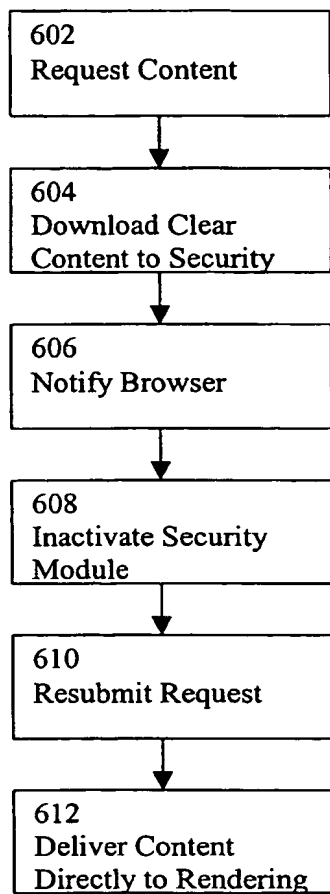 602
Request Content
604
Download Clear
Content to Security
606
Notify Browser
608
Inactivate Security
Module
610
Resubmit Request
612
Deliver Content
Directly to Rendering